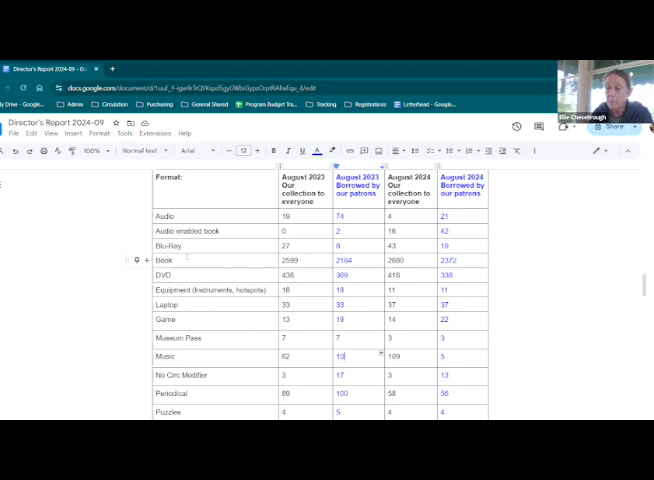 Director's Report 2024-09 - Go
docs.google.com
y Drive - Google...
Admin
Circulation
Purchasing
General Shared
Program Budget Tra...
Tracking
Registrations
Letterhead - Google...
Ellie Chesebrough
Director's Report 2024-09
File Edit View Insert Format Tools Extensions Help
Share
100% Normal text Arial 12
Format: August 2023 Our collection to everyone August 2023 Borrowed by our patrons August 2024 Our collection to everyone August 2024 Borrowed by our patrons
Audio 19 74 4 21
Audio enabled book 0 2 16 42
Blu-Ray 27 8 43 19
Book 2599 2164 2660 2372
DVD 436 369 416 338
Equipment (Instruments, hotspots) 18 18 11 11
Laptop 33 33 37 37
Game 13 19 14 22
Museum Pass 7 7 3 3
Music 62 10 109 5
No Circ Modifier 3 17 3 13
Periodical 89 100 58 56
Puzzles 4 5 4 4